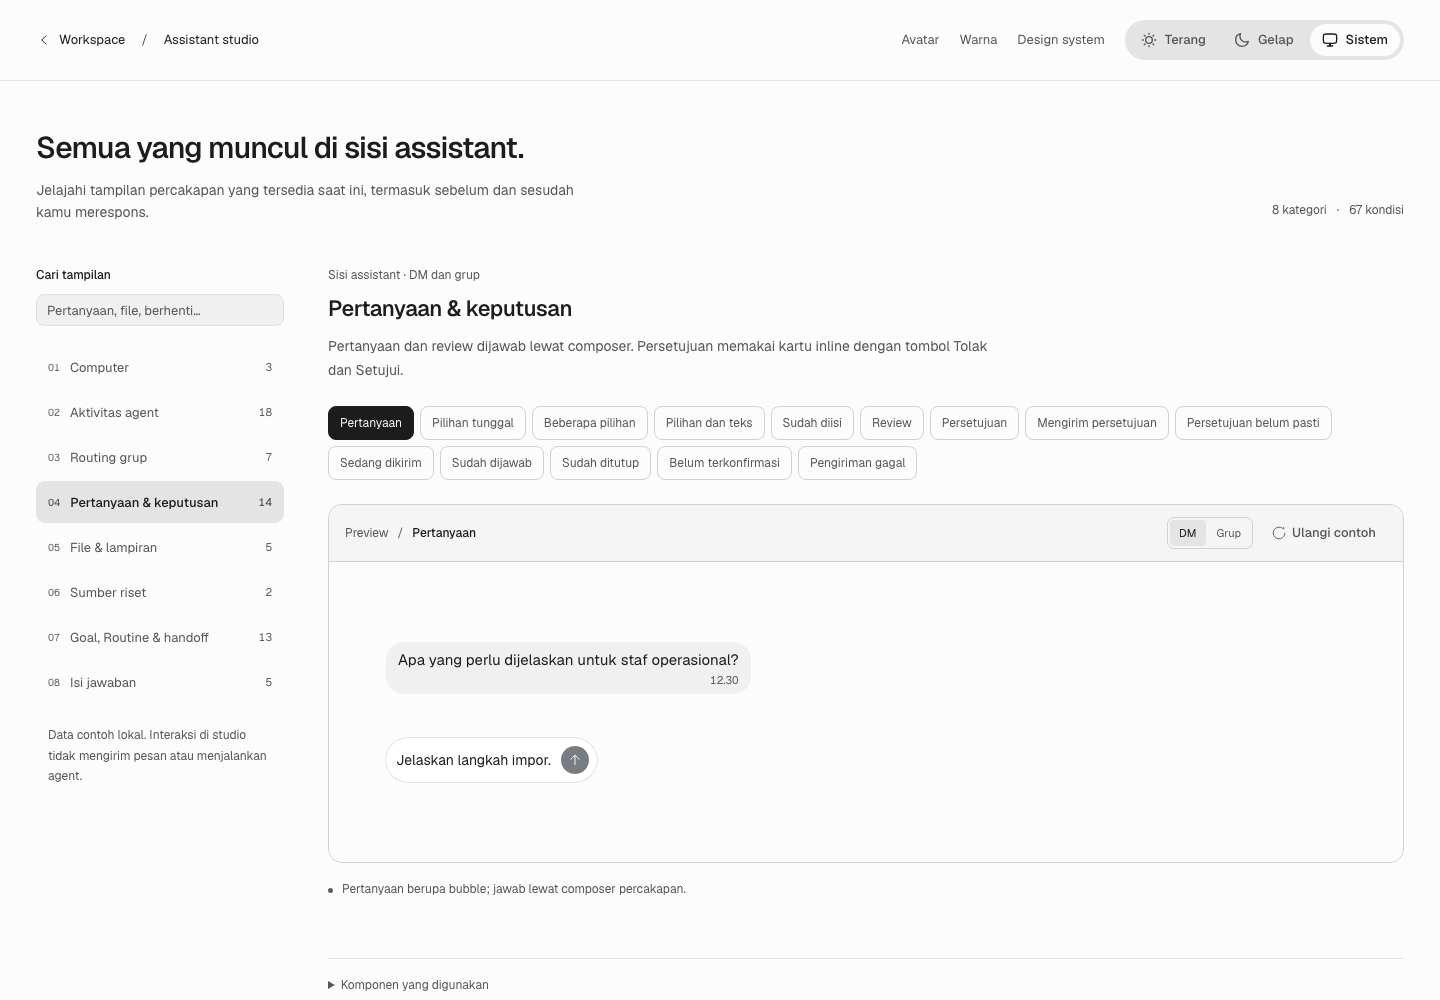 Workspace / Assistant studio
Avatar Warna Design system Terang Gelap Sistem
Semua yang muncul di sisi assistant.
Jelajahi tampilan percakapan yang tersedia saat ini, termasuk sebelum dan sesudah
kamu merespons.
8 kategori · 67 kondisi
Cari tampilan
Pertanyaan, file, berhenti...
01 Computer 3
02 Aktivitas agent 18
03 Routing grup 7
04 Pertanyaan & keputusan 14
05 File & lampiran 5
06 Sumber riset 2
07 Goal, Routine & handoff 13
08 Isi jawaban 5
Data contoh lokal. Interaksi di studio
tidak mengirim pesan atau menjalankan
agent.
Sisi assistant · DM dan grup
Pertanyaan & keputusan
Pertanyaan dan review dijawab lewat composer. Persetujuan memakai kartu inline dengan tombol Tolak
dan Setujui.
Pertanyaan Pilihan tunggal Beberapa pilihan Pilihan dan teks Sudah diisi Review Persetujuan Mengirim persetujuan Persetujuan belum pasti
Sedang dikirim Sudah dijawab Sudah ditutup Belum terkonfirmasi Pengiriman gagal
Preview / Pertanyaan
DM Grup Ulangi contoh
Apa yang perlu dijelaskan untuk staf operasional?
12.30
Jelaskan langkah impor.
Pertanyaan berupa bubble; jawab lewat composer percakapan.
Komponen yang digunakan